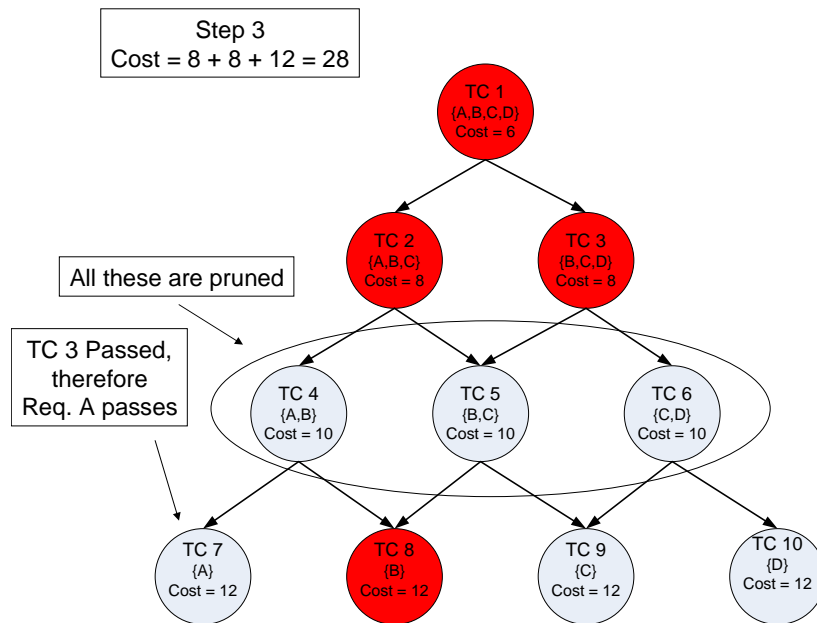 Step 3
Cost = 8 + 8 + 12 = 28
TC 1
{A,B,C,D}
Cost = 6
TC 2
{A,B,C}
Cost = 8
TC 3
{B,C,D}
Cost = 8
All these are pruned
TC 3 Passed,
therefore
Req. A passes
TC 4
{A,B}
Cost = 10
TC 5
{B,C}
Cost = 10
TC 6
{C,D}
Cost = 10
TC 7
{A}
Cost = 12
TC 8
{B}
Cost = 12
TC 9
{C}
Cost = 12
TC 10
{D}
Cost = 12